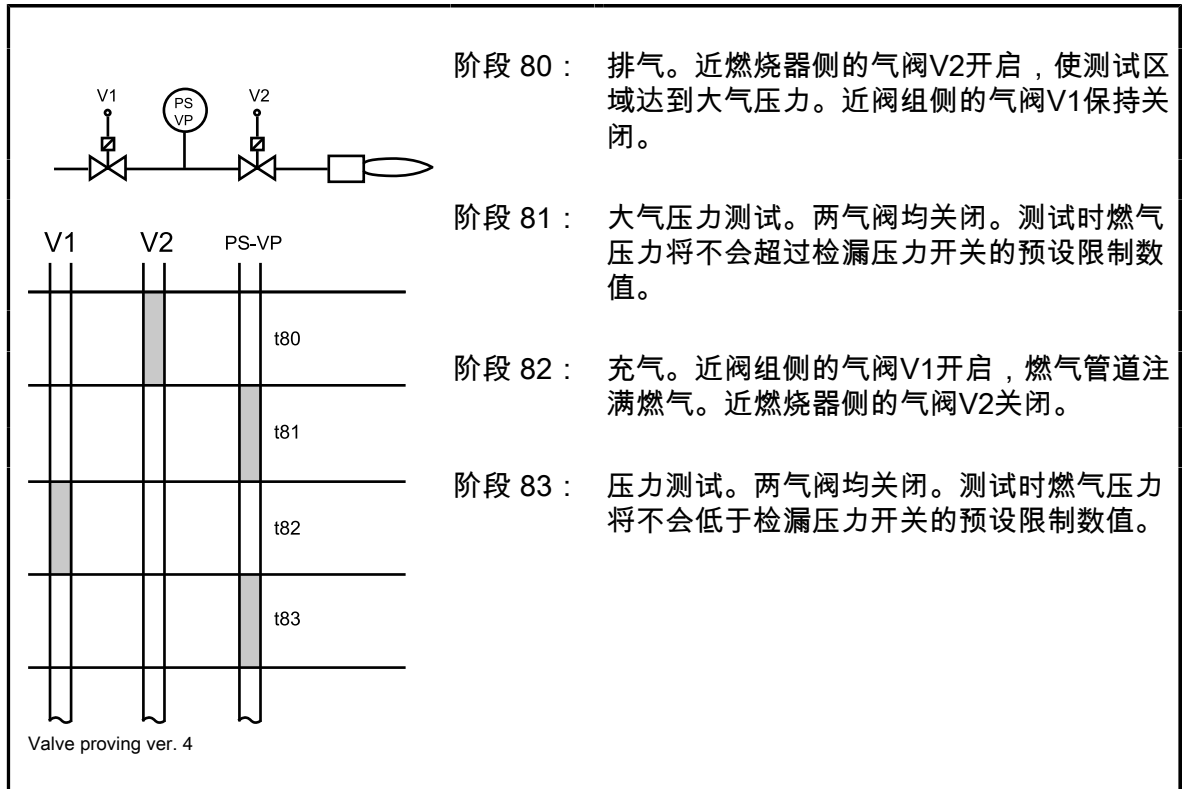 V1
PS
VP
V2
V1
V2
PS-VP
t80
t81
t82
t83
Valve proving ver. 4
阶段 80： 排气。近燃烧器侧的气阀V2开启，使测试区
域达到大气压力。近阀组侧的气阀V1保持关
闭。
阶段 81： 大气压力测试。两气阀均关闭。测试时燃气
压力将不会超过检漏压力开关的预设限制数
值。
阶段 82： 充气。近阀组侧的气阀V1开启，燃气管道注
满燃气。近燃烧器侧的气阀V2关闭。
阶段 83： 压力测试。两气阀均关闭。测试时燃气压力
将不会低于检漏压力开关的预设限制数值。